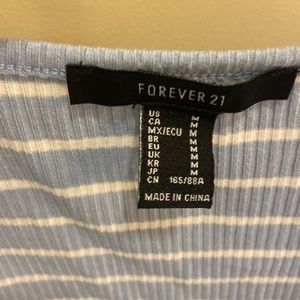 FOREVER 21
US M
CA M
MX/ECU M
BR M
EU M
UK M
KR M
JP M
CN 165/88A
MADE IN CHINA